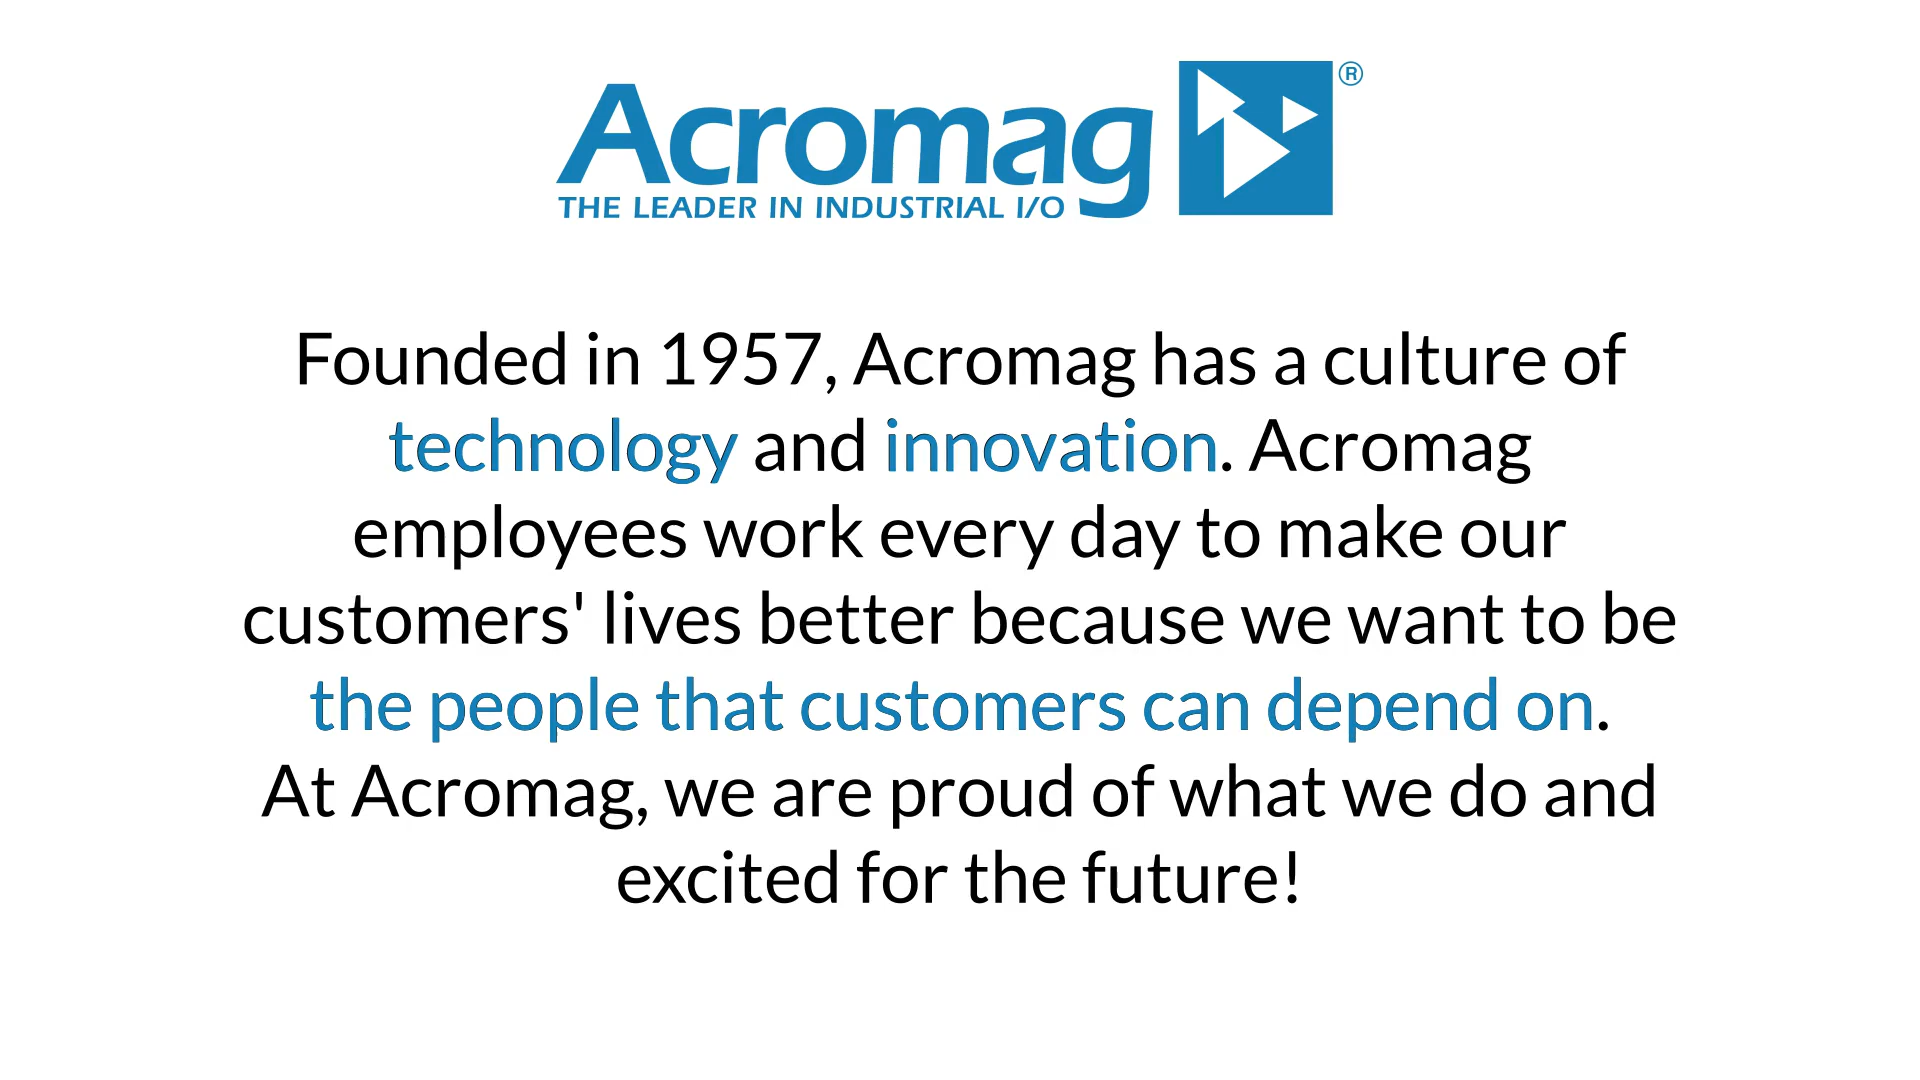 Acromag ®
THE LEADER IN INDUSTRIAL I/O
Founded in 1957, Acromag has a culture of
technology and innovation. Acromag
employees work every day to make our
customers' lives better because we want to be
the people that customers can depend on.
At Acromag, we are proud of what we do and
excited for the future!